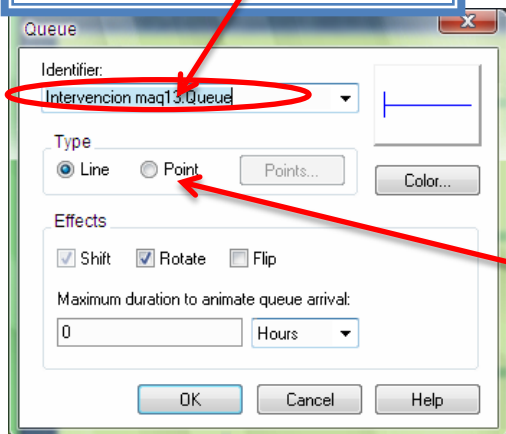 Queue
Identifier:
Intervencion maq13.Queue
Type
Line Point Points...
Color...
Effects
Shift Rotate Flip
Maximum duration to animate queue arrival:
0 Hours
OK Cancel Help